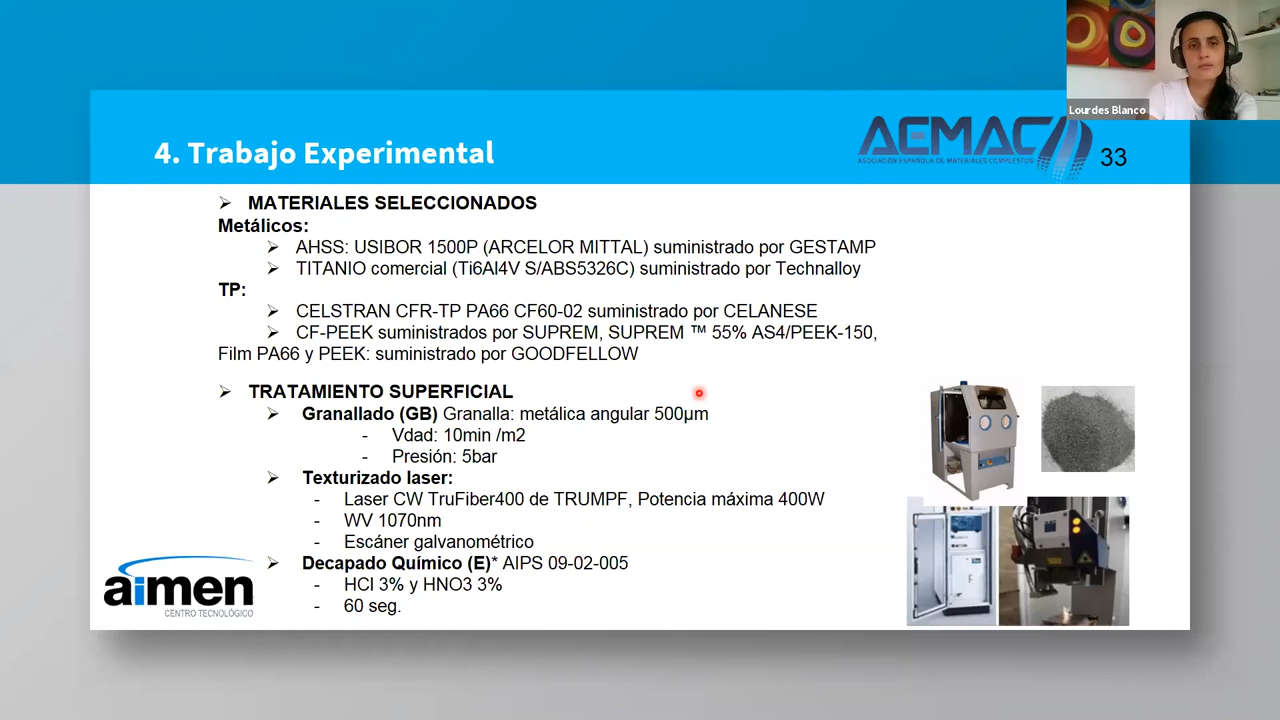 Lourdes Blanco
4. Trabajo Experimental
AEMAC
ASOCIACIÓN ESPAÑOLA DE MATERIALES COMPUESTOS
33
➢ MATERIALES SELECCIONADOS
Metálicos:
➢ AHSS: USIBOR 1500P (ARCELOR MITTAL) suministrado por GESTAMP
➢ TITANIO comercial (Ti6Al4V S/ABS5326C) suministrado por Technalloy
TP:
➢ CELSTRAN CFR-TP PA66 CF60-02 suministrado por CELANESE
➢ CF-PEEK suministrados por SUPREM, SUPREM ™ 55% AS4/PEEK-150,
Film PA66 y PEEK: suministrado por GOODFELLOW
➢ TRATAMIENTO SUPERFICIAL
➢ Granallado (GB) Granalla: metálica angular 500µm
- Vdad: 10min /m2
- Presión: 5bar
➢ Texturizado laser:
- Laser CW TruFiber400 de TRUMPF, Potencia máxima 400W
- WV 1070nm
- Escáner galvanométrico
➢ Decapado Químico (E)* AIPS 09-02-005
- HCl 3% y HNO3 3%
- 60 seg.
aimen
CENTRO TECNOLÓGICO